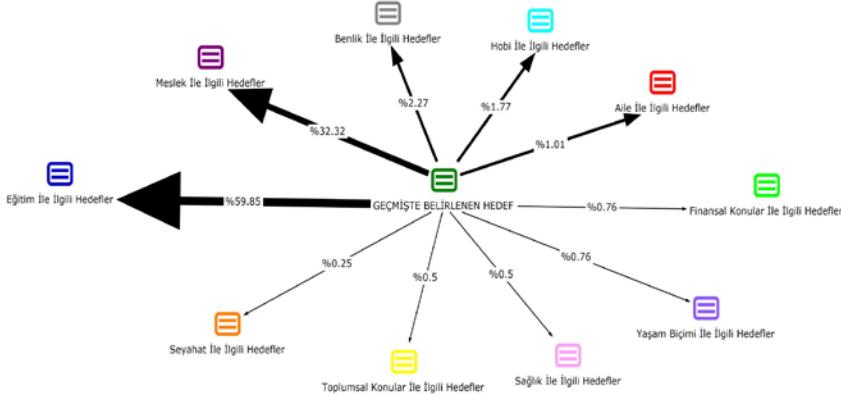 Benlik İle İlgili Hedefler
Hobi İle İlgili Hedefler
Meslek İle İlgili Hedefler
Aile İle İlgili Hedefler
%2.27
%1.77
%32.32
%1.01
Eğitim İle İlgili Hedefler
%59.85
GEÇMİŞTE BELİRLENEN HEDEF
%0.76
Finansal Konular İle İlgili Hedefler
%0.25
%0.5
%0.5
%0.76
Seyahat İle İlgili Hedefler
Toplumsal Konular İle İlgili Hedefler
Sağlık İle İlgili Hedefler
Yaşam Biçimi İle İlgili Hedefler